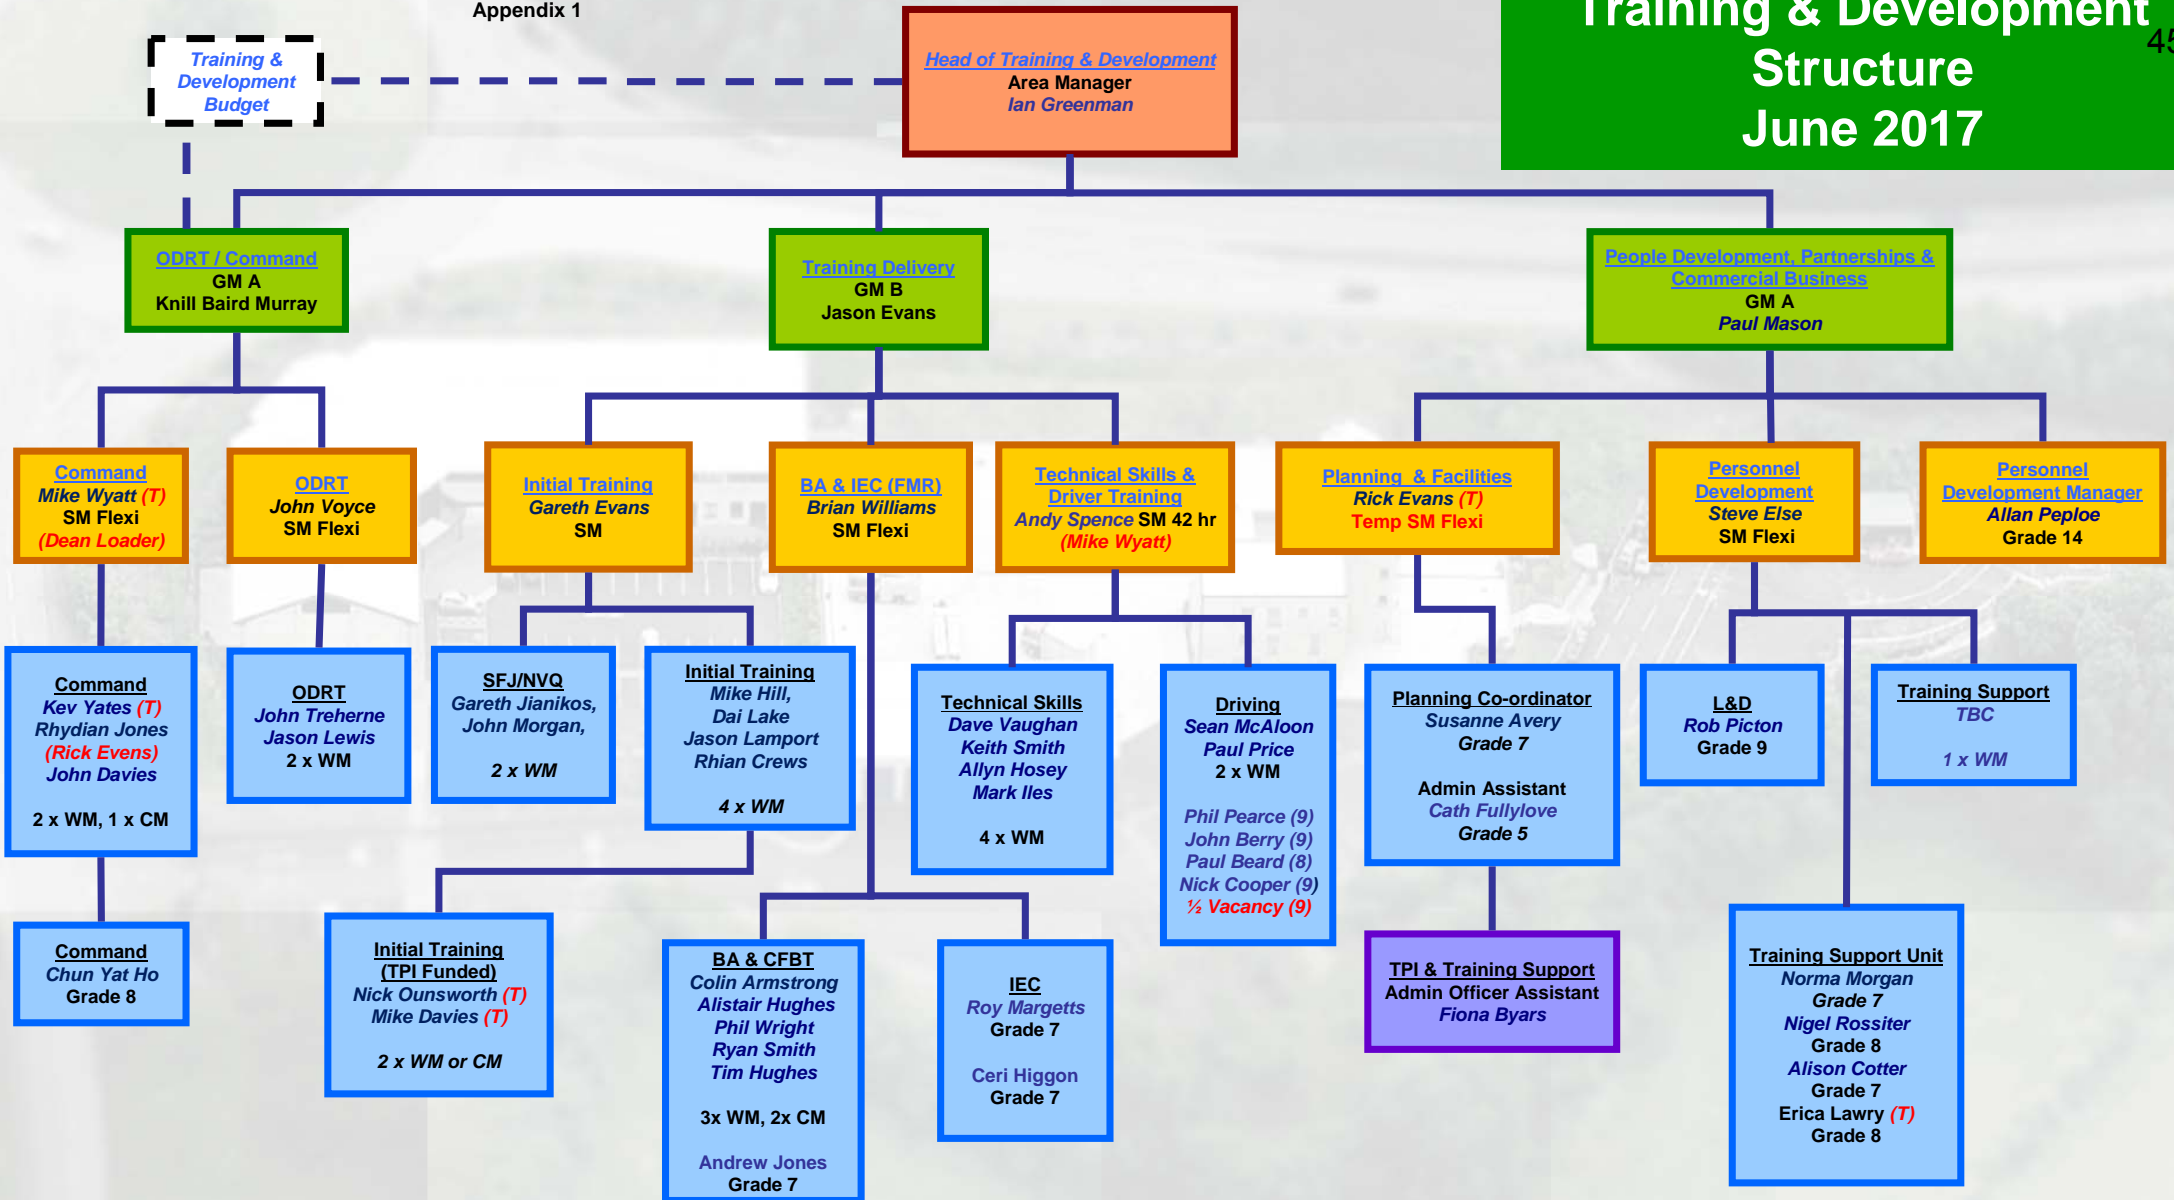 Appendix 1
Training & Development
Structure
June 2017
45
Training &
Development
Budget
Head of Training & Development
Area Manager
Ian Greenman
ODRT / Command
GM A
Knill Baird Murray
Training Delivery
GM B
Jason Evans
People Development, Partnerships &
Commercial Business
GM A
Paul Mason
Command
Mike Wyatt (T)
SM Flexi
(Dean Loader)
ODRT
John Voyce
SM Flexi
Initial Training
Gareth Evans
SM
BA & IEC (FMR)
Brian Williams
SM Flexi
Technical Skills &
Driver Training
Andy Spence SM 42 hr
(Mike Wyatt)
Planning & Facilities
Rick Evans (T)
Temp SM Flexi
Personnel
Development
Steve Else
SM Flexi
Personnel
Development Manager
Allan Peploe
Grade 14
Command
Kev Yates (T)
Rhydian Jones
(Rick Evens)
John Davies
2 x WM, 1 x CM
ODRT
John Treherne
Jason Lewis
2 x WM
SFJ/NVQ
Gareth Jianikos,
John Morgan,
2 x WM
Initial Training
Mike Hill,
Dai Lake
Jason Lamport
Rhian Crews
4 x WM
Technical Skills
Dave Vaughan
Keith Smith
Allyn Hosey
Mark Iles
4 x WM
Driving
Sean McAloon
Paul Price
2 x WM
Phil Pearce (9)
John Berry (9)
Paul Beard (8)
Nick Cooper (9)
½ Vacancy (9)
Planning Co-ordinator
Susanne Avery
Grade 7
Admin Assistant
Cath Fullylove
Grade 5
L&D
Rob Picton
Grade 9
Training Support
TBC
1 x WM
Command
Chun Yat Ho
Grade 8
Initial Training
(TPI Funded)
Nick Ounsworth (T)
Mike Davies (T)
2 x WM or CM
BA & CFBT
Colin Armstrong
Alistair Hughes
Phil Wright
Ryan Smith
Tim Hughes
3x WM, 2x CM
Andrew Jones
Grade 7
IEC
Roy Margetts
Grade 7
Ceri Higgon
Grade 7
TPI & Training Support
Admin Officer Assistant
Fiona Byars
Training Support Unit
Norma Morgan
Grade 7
Nigel Rossiter
Grade 8
Alison Cotter
Grade 7
Erica Lawry (T)
Grade 8